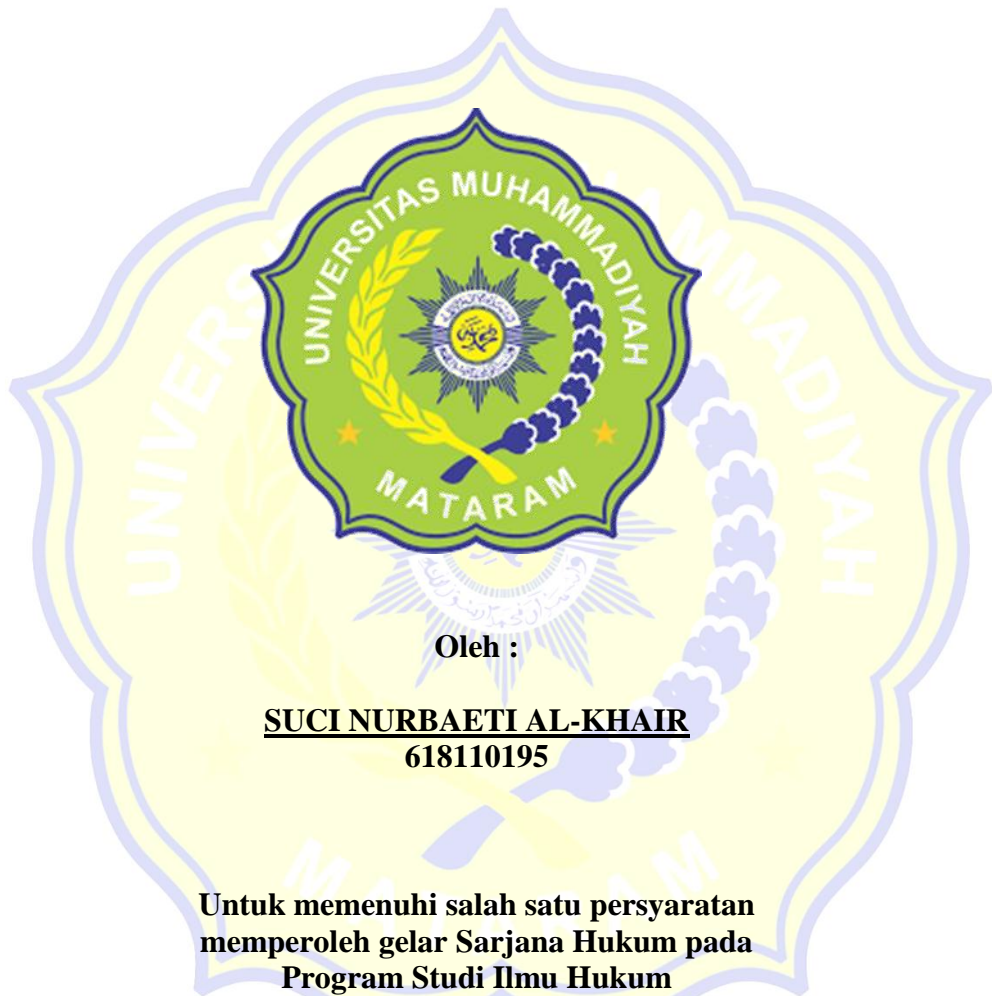 UNIVERSITAS MUHAMMADIYAH
MATARAM
Oleh :
SUCI NURBAETI AL-KHAIR
618110195
Untuk memenuhi salah satu persyaratan
memperoleh gelar Sarjana Hukum pada
Program Studi Ilmu Hukum